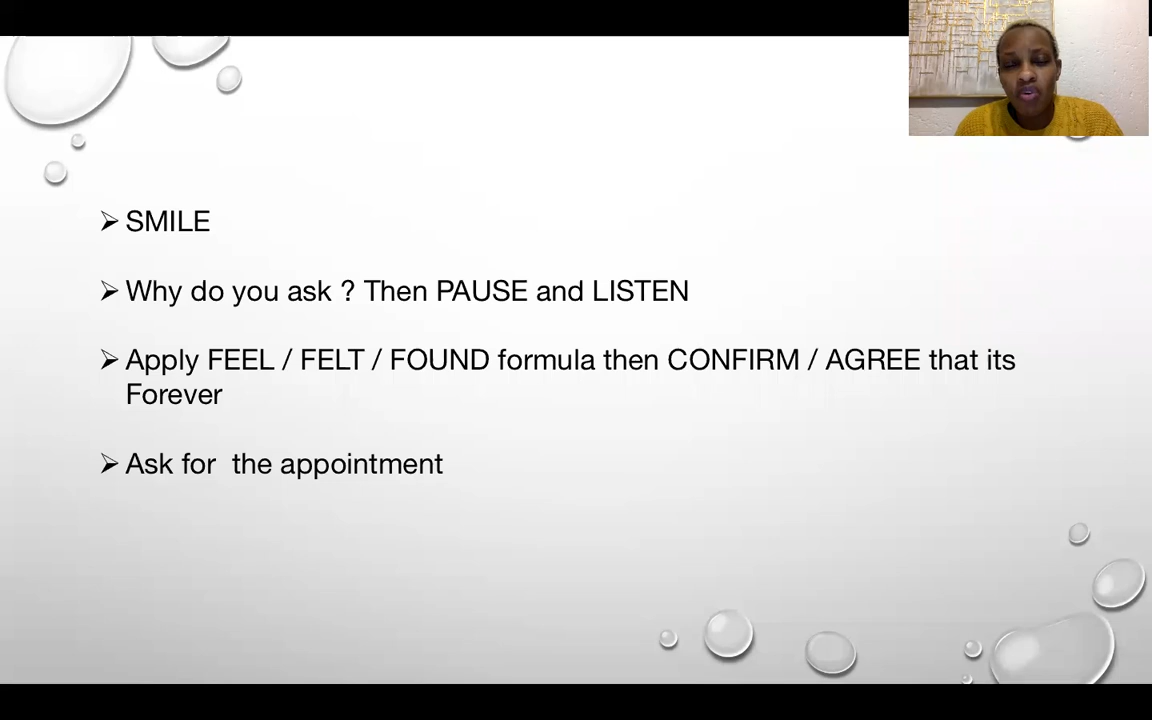 ➢ SMILE
➢ Why do you ask ? Then PAUSE and LISTEN
➢ Apply FEEL / FELT / FOUND formula then CONFIRM / AGREE that its
Forever
➢ Ask for  the appointment